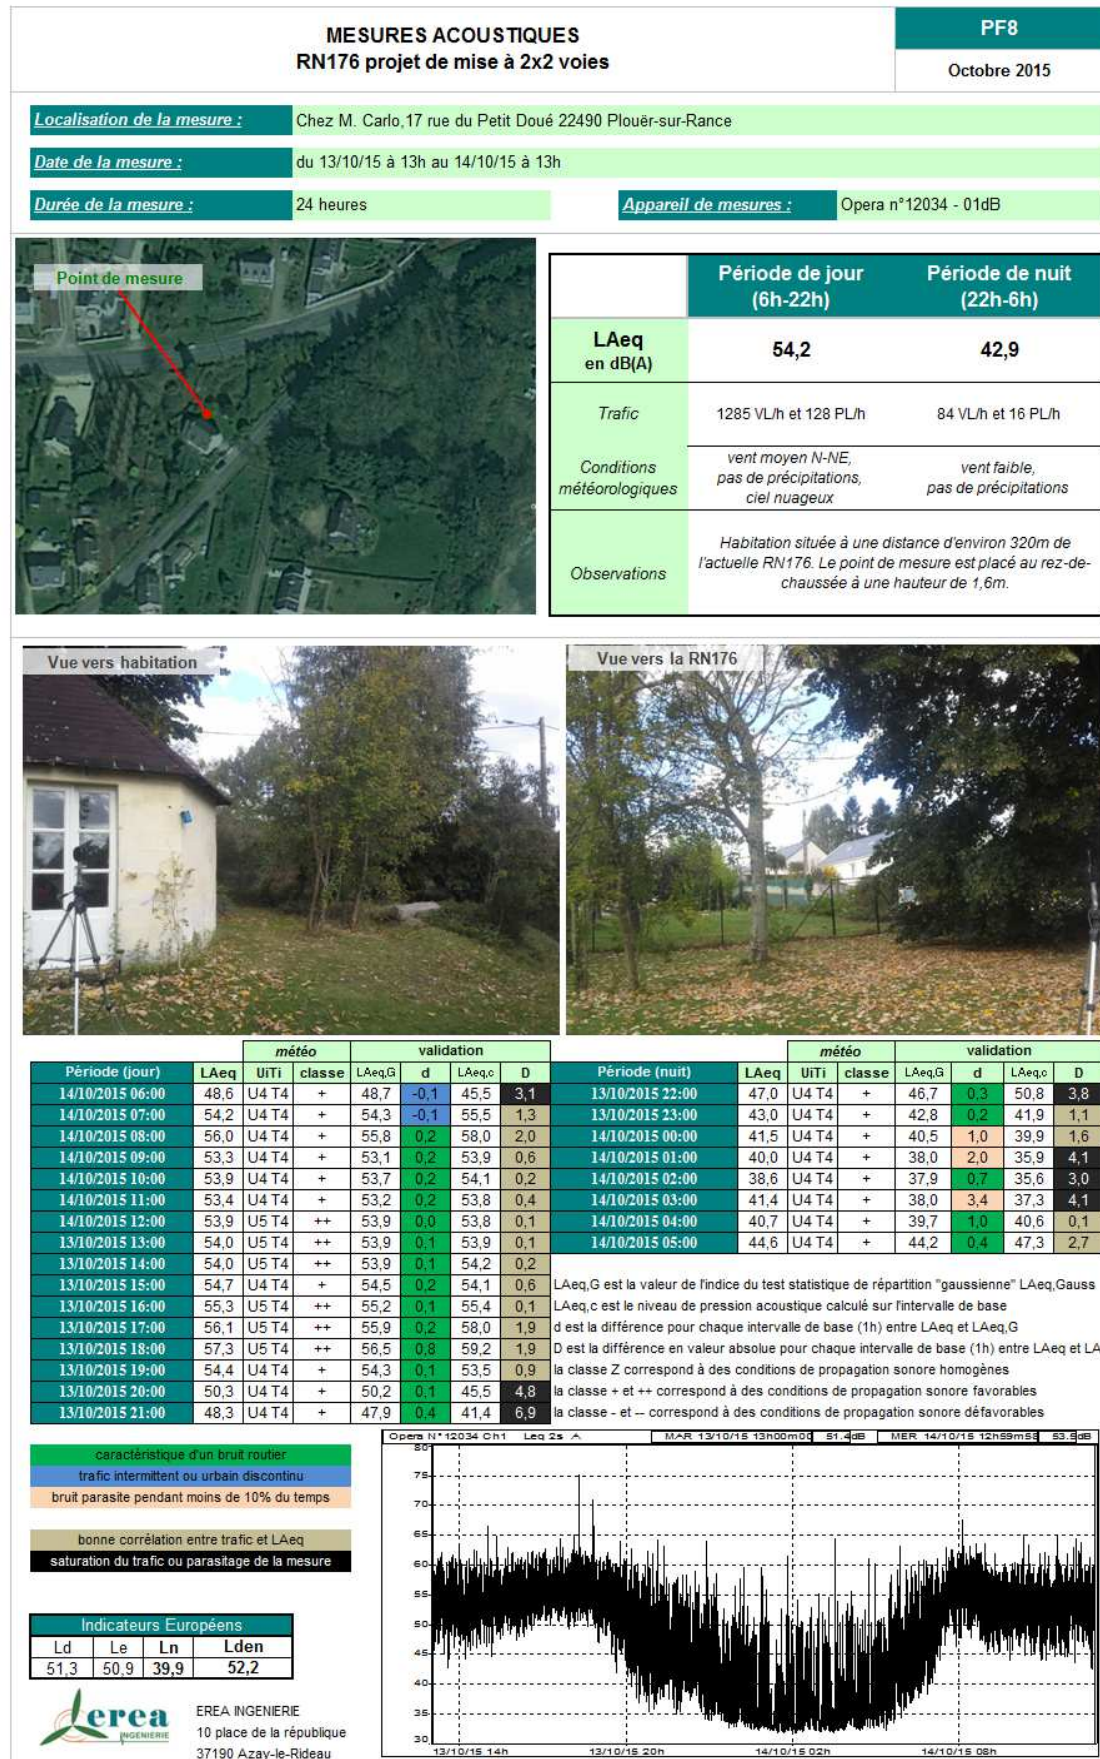 MESURES ACOUSTIQUES
RN176 projet de mise à 2x2 voies
PF8
Octobre 2015
Localisation de la mesure : Chez M. Carlo,17 rue du Petit Doué 22490 Plouër-sur-Rance
Date de la mesure : du 13/10/15 à 13h au 14/10/15 à 13h
Durée de la mesure : 24 heures Appareil de mesures : Opera n°12034 - 01dB
Point de mesure
Période de jour (6h-22h) Période de nuit (22h-6h)
LAeq en dB(A) 54,2 42,9
Trafic 1285 VL/h et 128 PL/h 84 VL/h et 16 PL/h
Conditions météorologiques vent moyen N-NE, pas de précipitations, ciel nuageux vent faible, pas de précipitations
Observations Habitation située à une distance d'environ 320m de l'actuelle RN176. Le point de mesure est placé au rez-de-chaussée à une hauteur de 1,6m.
Vue vers habitation
Vue vers la RN176
météo validation
Période (jour) LAeq UiTi classe LAeq,G d LAeq,c D
14/10/2015 06:00 48,6 U4 T4 + 48,7 -0,1 45,5 3,1
14/10/2015 07:00 54,2 U4 T4 + 54,3 -0,1 55,5 1,3
14/10/2015 08:00 56,0 U4 T4 + 55,8 0,2 58,0 2,0
14/10/2015 09:00 53,3 U4 T4 + 53,1 0,2 53,9 0,6
14/10/2015 10:00 53,9 U4 T4 + 53,7 0,2 54,1 0,2
14/10/2015 11:00 53,4 U4 T4 + 53,2 0,2 53,8 0,4
14/10/2015 12:00 53,9 U5 T4 ++ 53,9 0,0 53,8 0,1
13/10/2015 13:00 54,0 U5 T4 ++ 53,9 0,1 53,9 0,1
13/10/2015 14:00 54,0 U5 T4 ++ 53,9 0,1 54,2 0,2
13/10/2015 15:00 54,7 U4 T4 + 54,5 0,2 54,1 0,6
13/10/2015 16:00 55,3 U5 T4 ++ 55,2 0,1 55,4 0,1
13/10/2015 17:00 56,1 U5 T4 ++ 55,9 0,2 58,0 1,9
13/10/2015 18:00 57,3 U5 T4 ++ 56,5 0,8 59,2 1,9
13/10/2015 19:00 54,4 U4 T4 + 54,3 0,1 53,5 0,9
13/10/2015 20:00 50,3 U4 T4 + 50,2 0,1 45,5 4,8
13/10/2015 21:00 48,3 U4 T4 + 47,9 0,4 41,4 6,9
météo validation
Période (nuit) LAeq UiTi classe LAeq,G d LAeq,c D
13/10/2015 22:00 47,0 U4 T4 + 46,7 0,3 50,8 3,8
13/10/2015 23:00 43,0 U4 T4 + 42,8 0,2 41,9 1,1
14/10/2015 00:00 41,5 U4 T4 + 40,5 1,0 39,9 1,6
14/10/2015 01:00 40,0 U4 T4 + 38,0 2,0 35,9 4,1
14/10/2015 02:00 38,6 U4 T4 + 37,9 0,7 35,6 3,0
14/10/2015 03:00 41,4 U4 T4 + 38,0 3,4 37,3 4,1
14/10/2015 04:00 40,7 U4 T4 + 39,7 1,0 40,6 0,1
14/10/2015 05:00 44,6 U4 T4 + 44,2 0,4 47,3 2,7
LAeq,G est la valeur de l'indice du test statistique de répartition "gaussienne" LAeq,Gauss
LAeq,c est le niveau de pression acoustique calculé sur l'intervalle de base
d est la différence pour chaque intervalle de base (1h) entre LAeq et LAeq,G
D est la différence en valeur absolue pour chaque intervalle de base (1h) entre LAeq et LA
la classe Z correspond à des conditions de propagation sonore homogènes
la classe + et ++ correspond à des conditions de propagation sonore favorables
la classe - et -- correspond à des conditions de propagation sonore défavorables
caractéristique d'un bruit routier
trafic intermittent ou urbain discontinu
bruit parasite pendant moins de 10% du temps
bonne corrélation entre trafic et LAeq
saturation du trafic ou parasitage de la mesure
Opera N°12034 Ch1 Leq 2s A MAR 13/10/15 13h00m00 51.4dB MER 14/10/15 12h59m58 53.5dB
80
75
70
65
60
55
50
45
40
35
30
13/10/15 14h 13/10/15 20h 14/10/15 02h 14/10/15 08h
Indicateurs Européens
Ld Le Ln Lden
51,3 50,9 39,9 52,2
erea
INGENIERIE
EREA INGENIERIE
10 place de la république
37190 Azay-le-Rideau